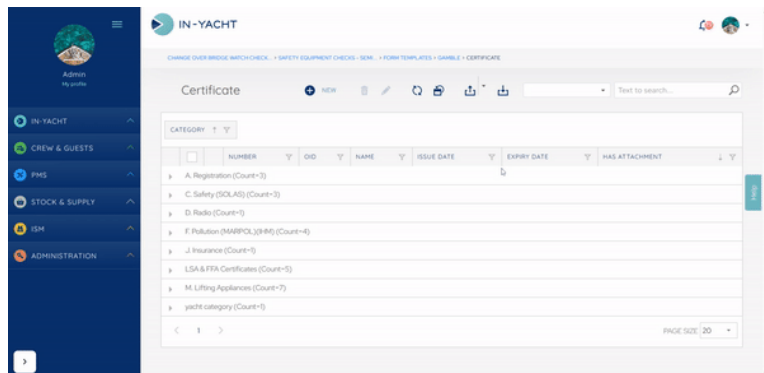 IN-YACHT
Admin
My profile
IN-YACHT
CREW & GUESTS
PMS
STOCK & SUPPLY
ISM
ADMINISTRATION
CHANGE OVER BRIDGE WATCH CHECK... • SAFETY EQUIPMENT CHECKS - SEMI... • FORM TEMPLATES • GAMBLE • CERTIFICATE
Certificate
NEW
Text to search...
CATEGORY
NUMBER OID NAME ISSUE DATE EXPIRY DATE HAS ATTACHMENT
A. Registration (Count=3)
C. Safety (SOLAS) (Count=3)
D. Radio (Count=1)
F. Pollution (MARPOL)(IHM) (Count=4)
J. Insurance (Count=1)
LSA & FFA Certificates (Count=5)
M. Lifting Appliances (Count=7)
yacht category (Count=1)
1
PAGE SIZE: 20
Help